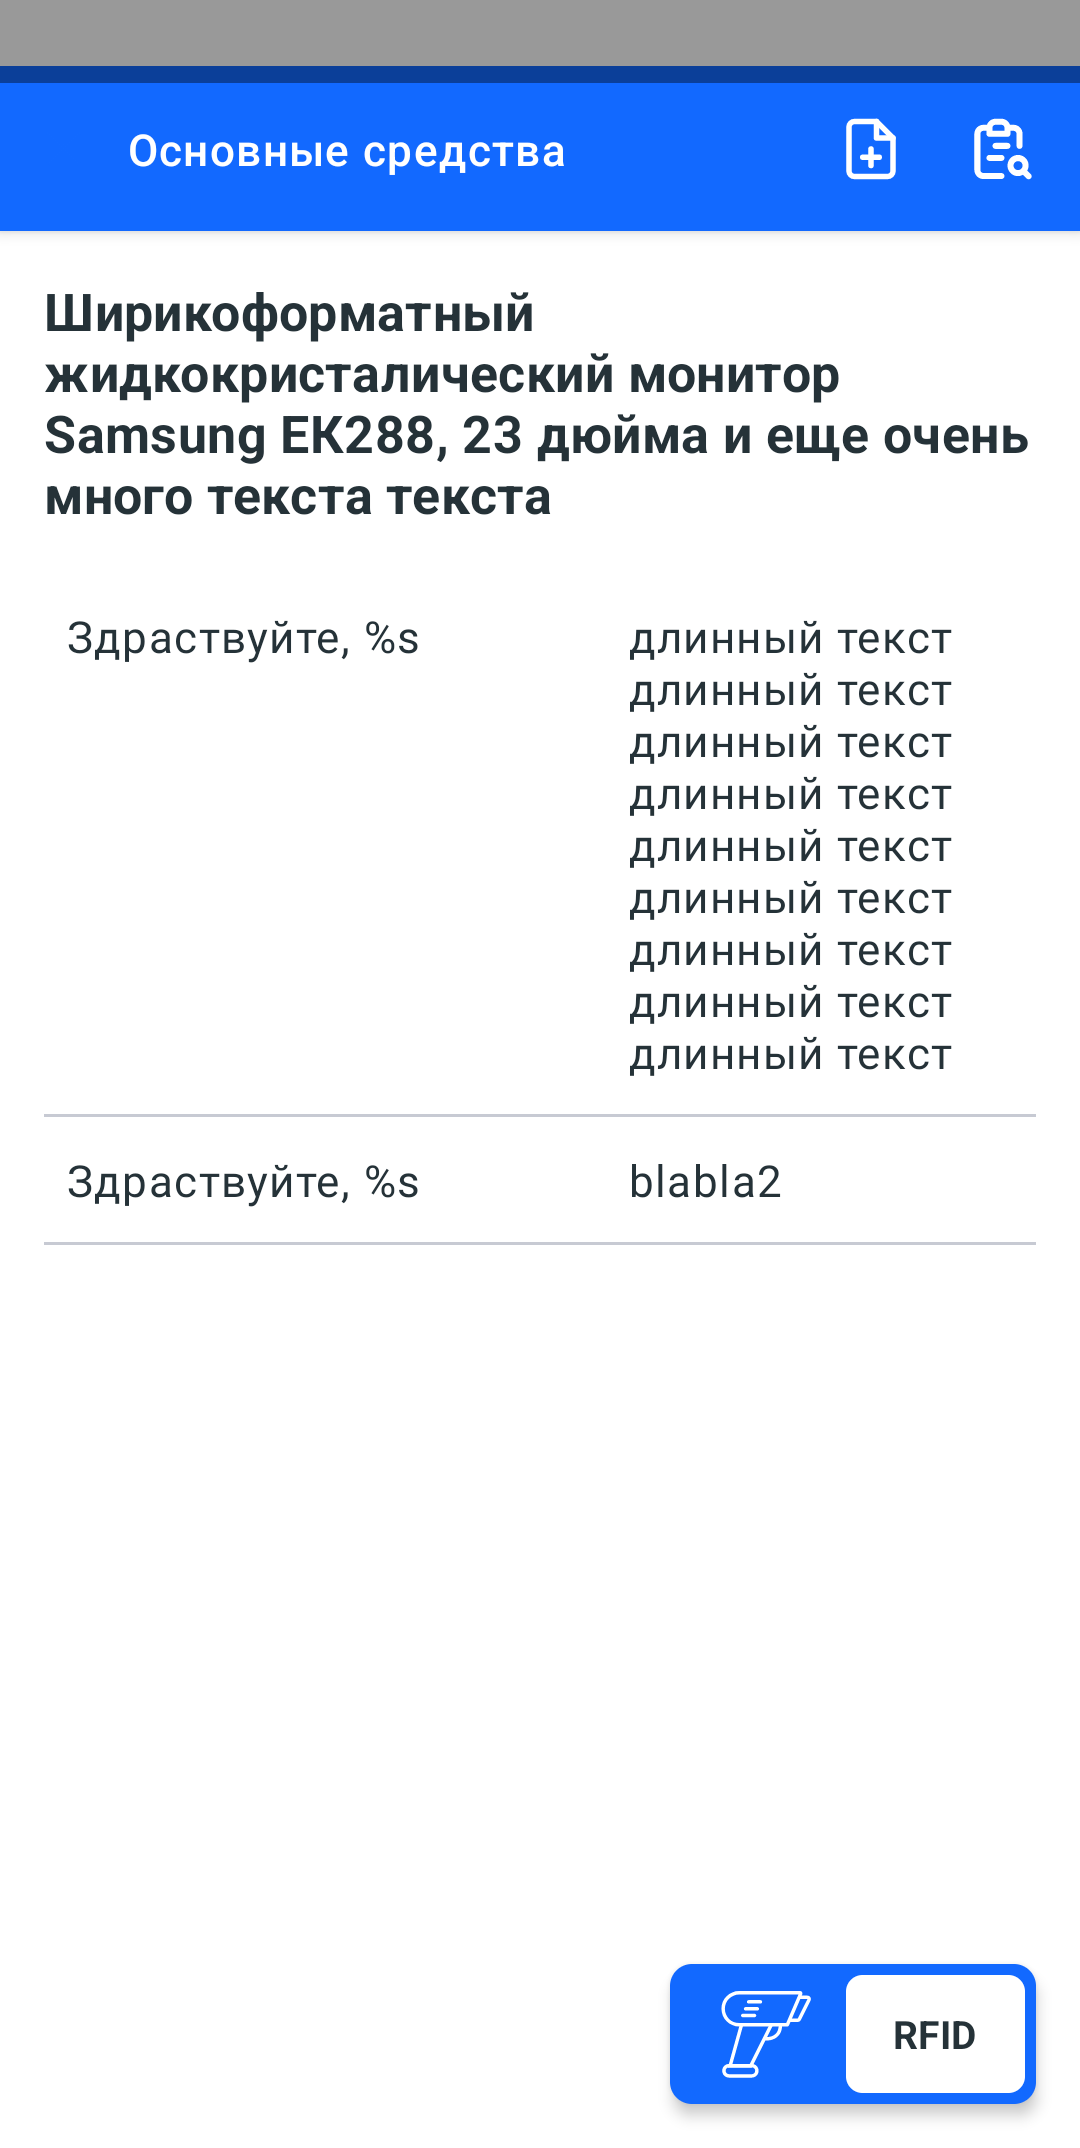 Основные средства
Ширикоформатный
жидкокристалический монитор
Samsung EK288, 23 дюйма и еще очень
много текста текста
Здраствуйте, %s
длинный текст
длинный текст
длинный текст
длинный текст
длинный текст
длинный текст
длинный текст
длинный текст
длинный текст
Здраствуйте, %s
blabla2
RFID